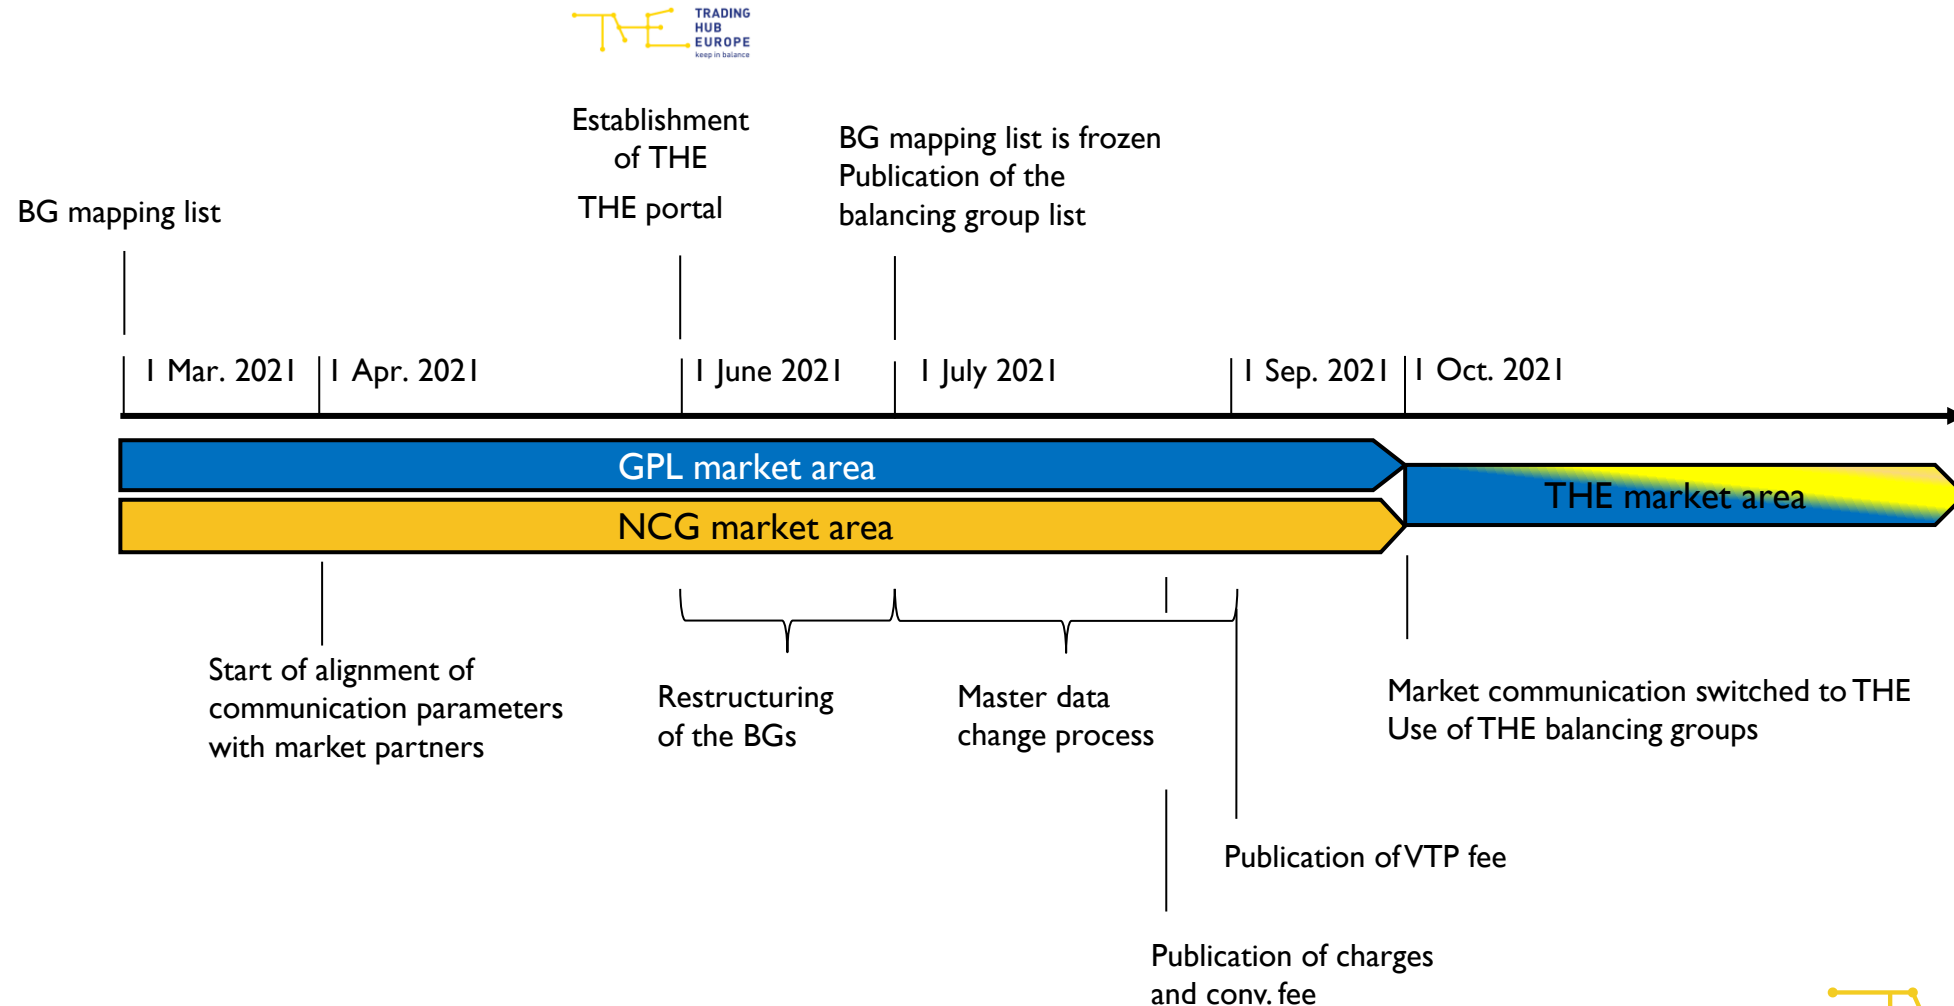 TRADING
HUB
EUROPE
keep in balance
Establishment
of THE
THE portal
BG mapping list is frozen
Publication of the
balancing group list
BG mapping list
1 Mar. 2021
1 Apr. 2021
1 June 2021
1 July 2021
1 Sep. 2021
1 Oct. 2021
GPL market area
NCG market area
THE market area
Start of alignment of
communication parameters
with market partners
Restructuring
of the BGs
Master data
change process
Market communication switched to THE
Use of THE balancing groups
Publication of VTP fee
Publication of charges
and conv. fee